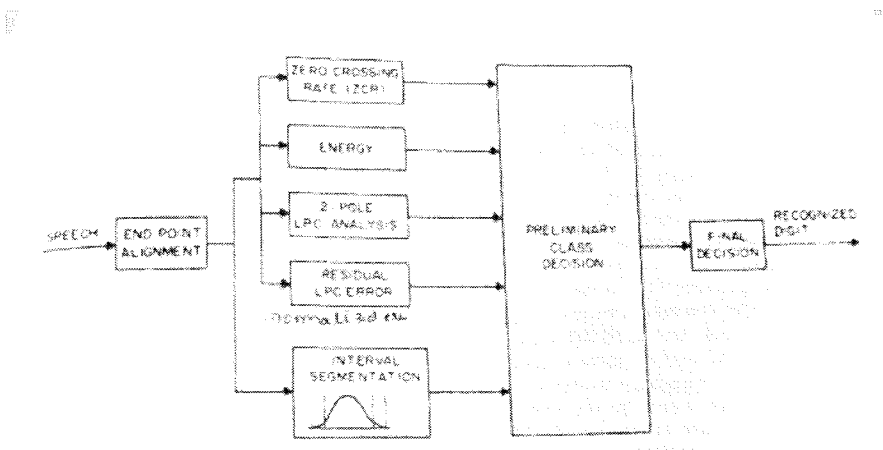 ZERO CROSSING
RATE (ZCR)
ENERGY
2-POLE
LPC ANALYSIS
SPEECH
END POINT
ALIGNMENT
RESIDUAL
LPC ERROR
INTERVAL
SEGMENTATION
PRELIMINARY
CLASS
DECISION
FINAL
DECISION
RECOGNIZED
DIGIT